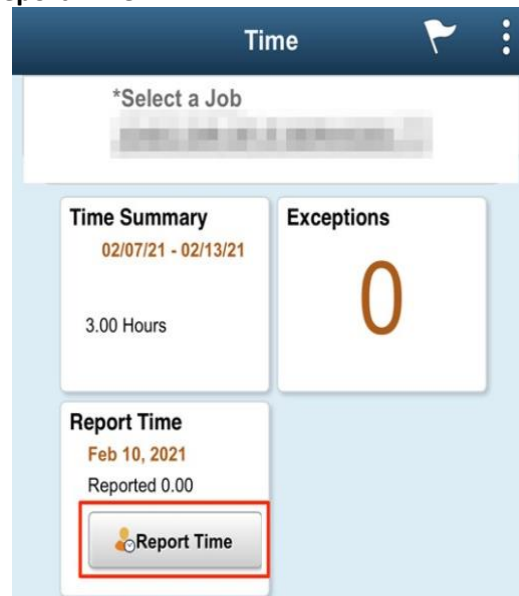 Time
*Select a Job
Time Summary
02/07/21 - 02/13/21
3.00 Hours
Exceptions
0
Report Time
Feb 10, 2021
Reported 0.00
Report Time